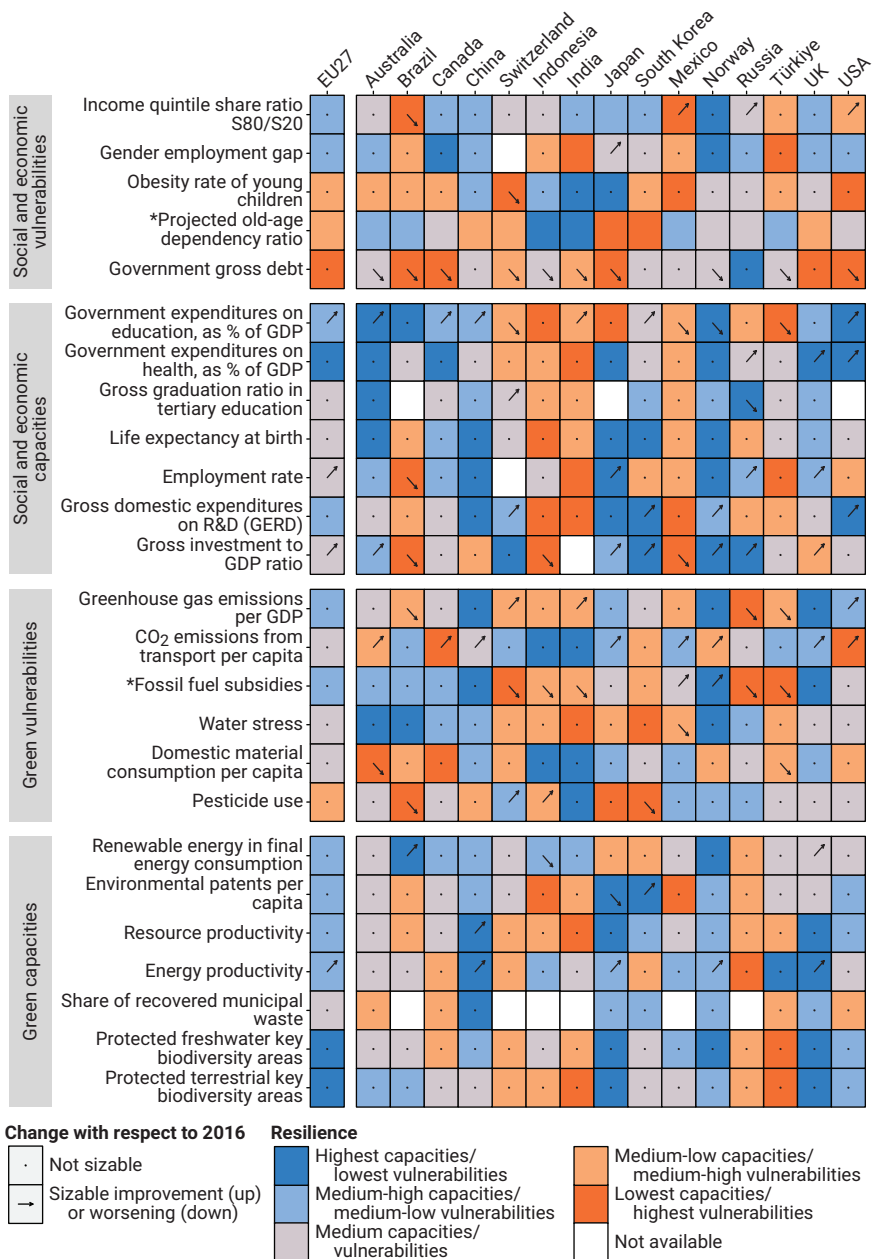 EU27
Australia
Brazil
Canada
China
Switzerland
Indonesia
India
Japan
South Korea
Mexico
Norway
Russia
Türkiye
UK
USA
Social and economic
vulnerabilities
Income quintile share ratio
S80/S20
Gender employment gap
Obesity rate of young
children
*Projected old-age
dependency ratio
Government gross debt
Social and economic
capacities
Government expenditures on
education, as % of GDP
Government expenditures on
health, as % of GDP
Gross graduation ratio in
tertiary education
Life expectancy at birth
Employment rate
Gross domestic expenditures
on R&D (GERD)
Gross investment to
GDP ratio
Green vulnerabilities
Greenhouse gas emissions
per GDP
CO2 emissions from
transport per capita
*Fossil fuel subsidies
Water stress
Domestic material
consumption per capita
Pesticide use
Green capacities
Renewable energy in final
energy consumption
Environmental patents per
capita
Resource productivity
Energy productivity
Share of recovered municipal
waste
Protected freshwater key
biodiversity areas
Protected terrestrial key
biodiversity areas
Change with respect to 2016
Not sizable
Sizable improvement (up)
or worsening (down)
Resilience
Highest capacities/
lowest vulnerabilities
Medium-high capacities/
medium-low vulnerabilities
Medium capacities/
vulnerabilities
Medium-low capacities/
medium-high vulnerabilities
Lowest capacities/
highest vulnerabilities
Not available